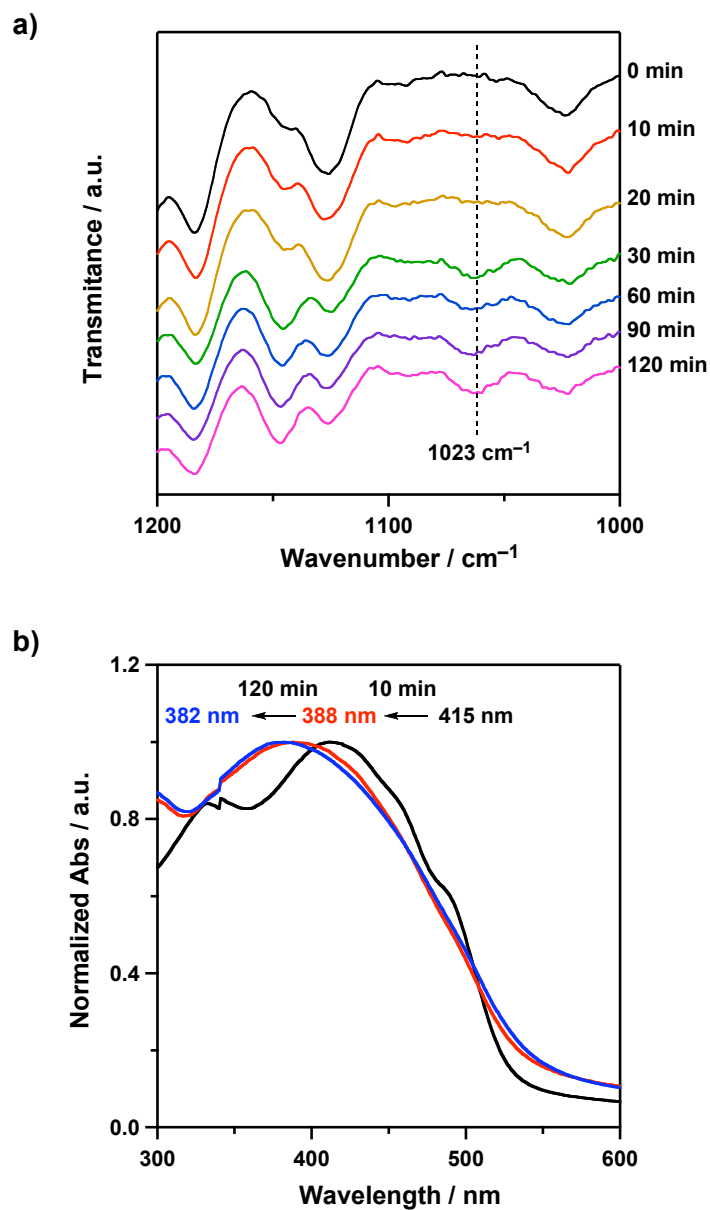 a)
0 min
10 min
20 min
30 min
60 min
90 min
120 min
Transmitance / a.u.
1023 cm⁻¹
1200
1100
1000
Wavenumber / cm⁻¹
b)
1.2
120 min
10 min
382 nm
388 nm
415 nm
0.8
Normalized Abs / a.u.
0.4
0.0
300
400
500
600
Wavelength / nm